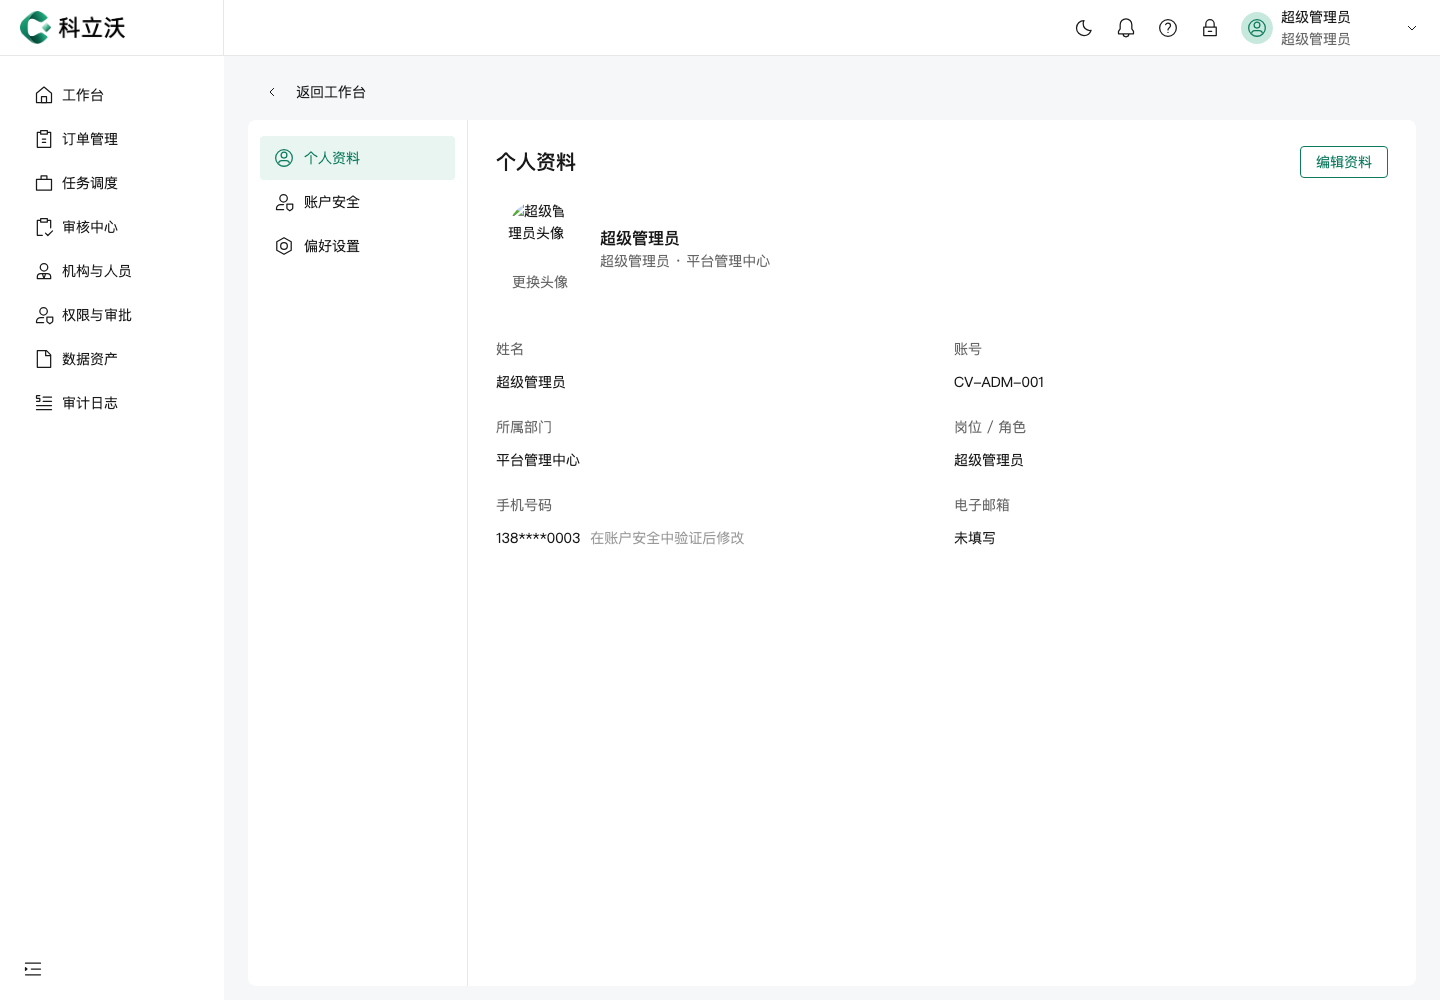 科立沃
超级管理员
超级管理员
工作台
订单管理
任务调度
审核中心
机构与人员
权限与审批
数据资产
审计日志
返回工作台
个人资料
账户安全
偏好设置
个人资料
编辑资料
超级管
理员头像
更换头像
超级管理员
超级管理员 · 平台管理中心
姓名
超级管理员
账号
CV-ADM-001
所属部门
平台管理中心
岗位 / 角色
超级管理员
手机号码
138****0003 在账户安全中验证后修改
电子邮箱
未填写